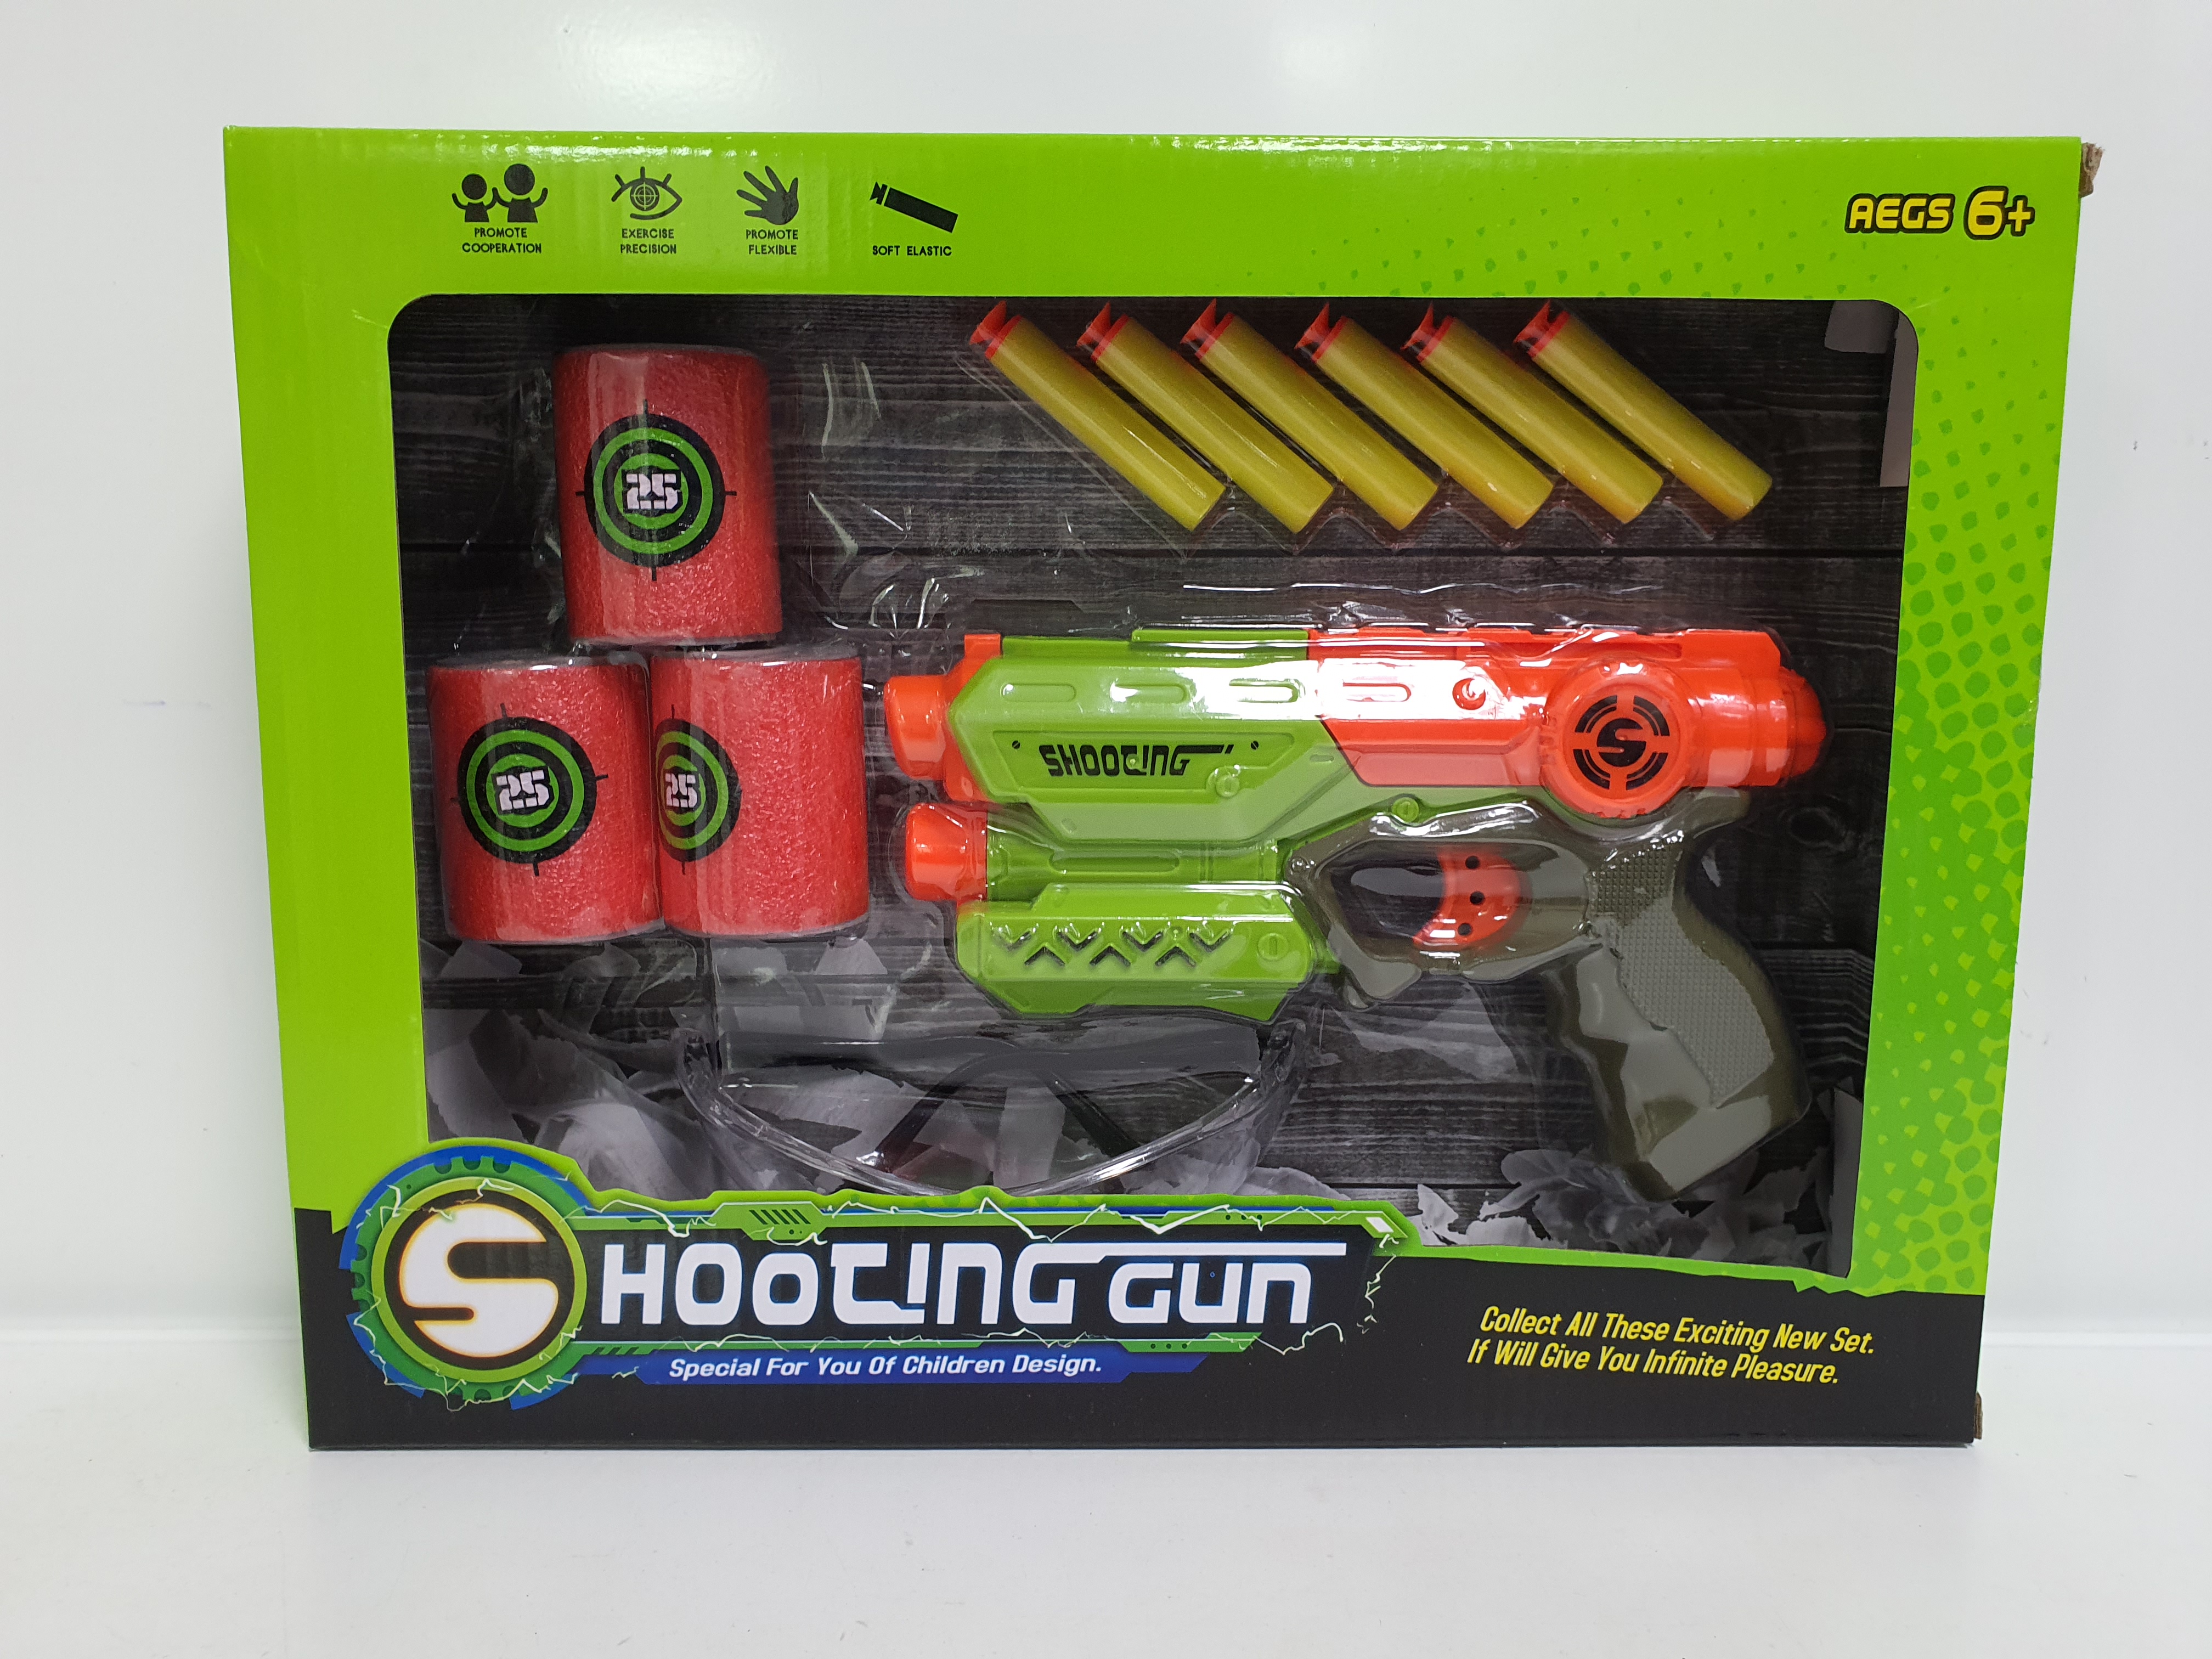 PROMOTE
COOPERATION
EXERCISE
PRECISION
PROMOTE
FLEXIBLE
SOFT ELASTIC
AEGS 6+
25
25
25
SHOOTING
S
SHOOTING GUN
Special For You Of Children Design.
Collect All These Exciting New Set.
If Will Give You Infinite Pleasure.